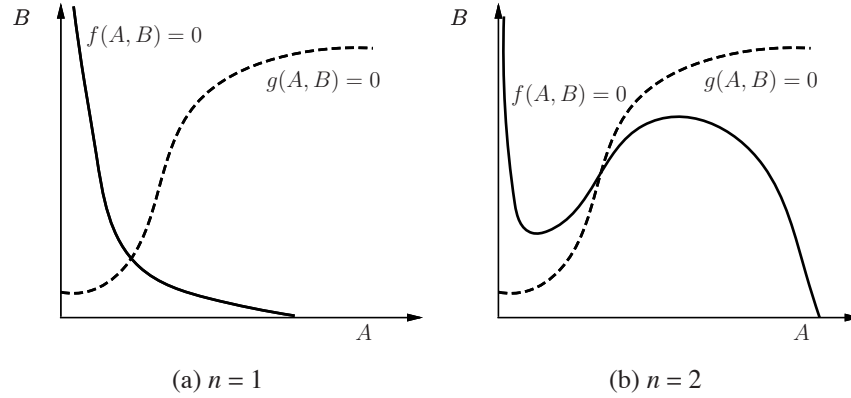 B
f(A, B) = 0
g(A, B) = 0
A
(a) n = 1
B
f(A, B) = 0
g(A, B) = 0
A
(b) n = 2